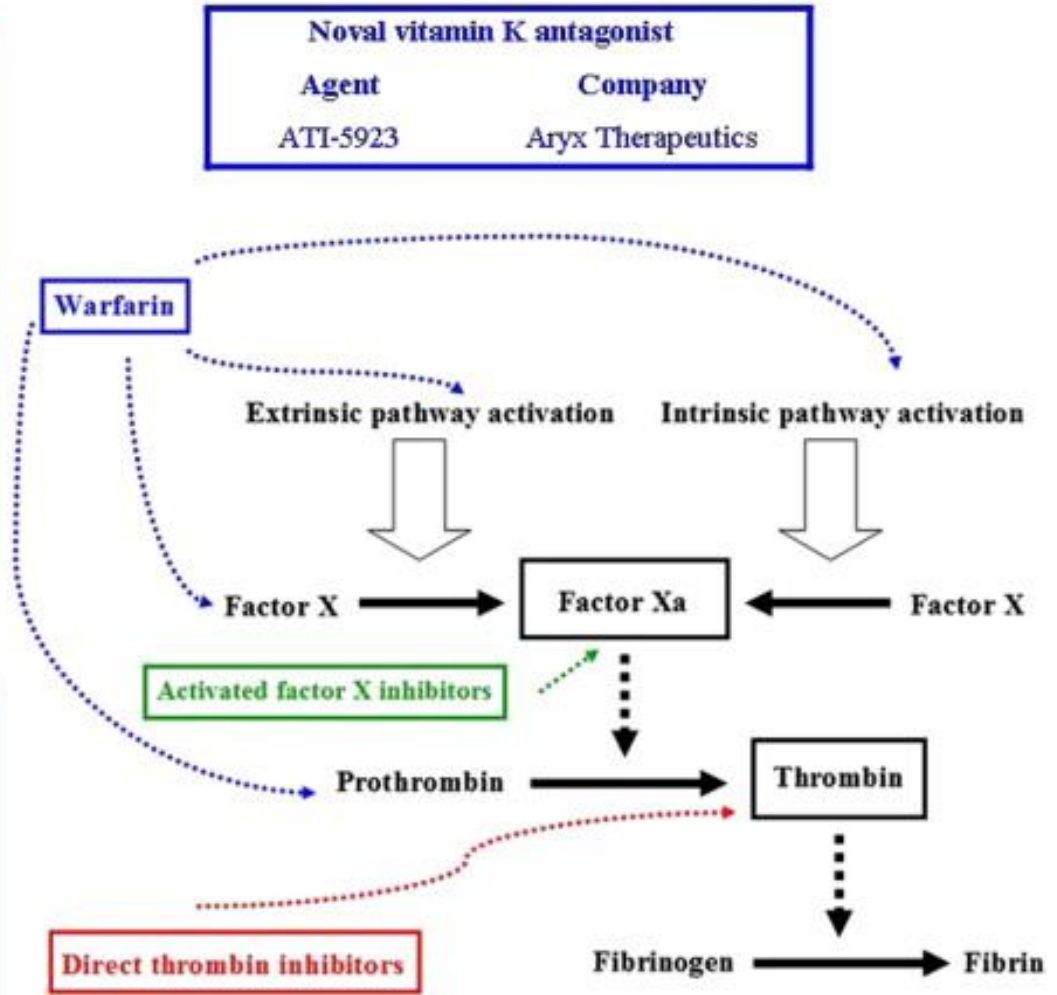 Noval vitamin K antagonist
Agent Company
ATI-5923 Aryx Therapeutics
Warfarin
Extrinsic pathway activation Intrinsic pathway activation
Factor X Factor Xa Factor X
Activated factor X inhibitors
Prothrombin Thrombin
Direct thrombin inhibitors
Fibrinogen Fibrin